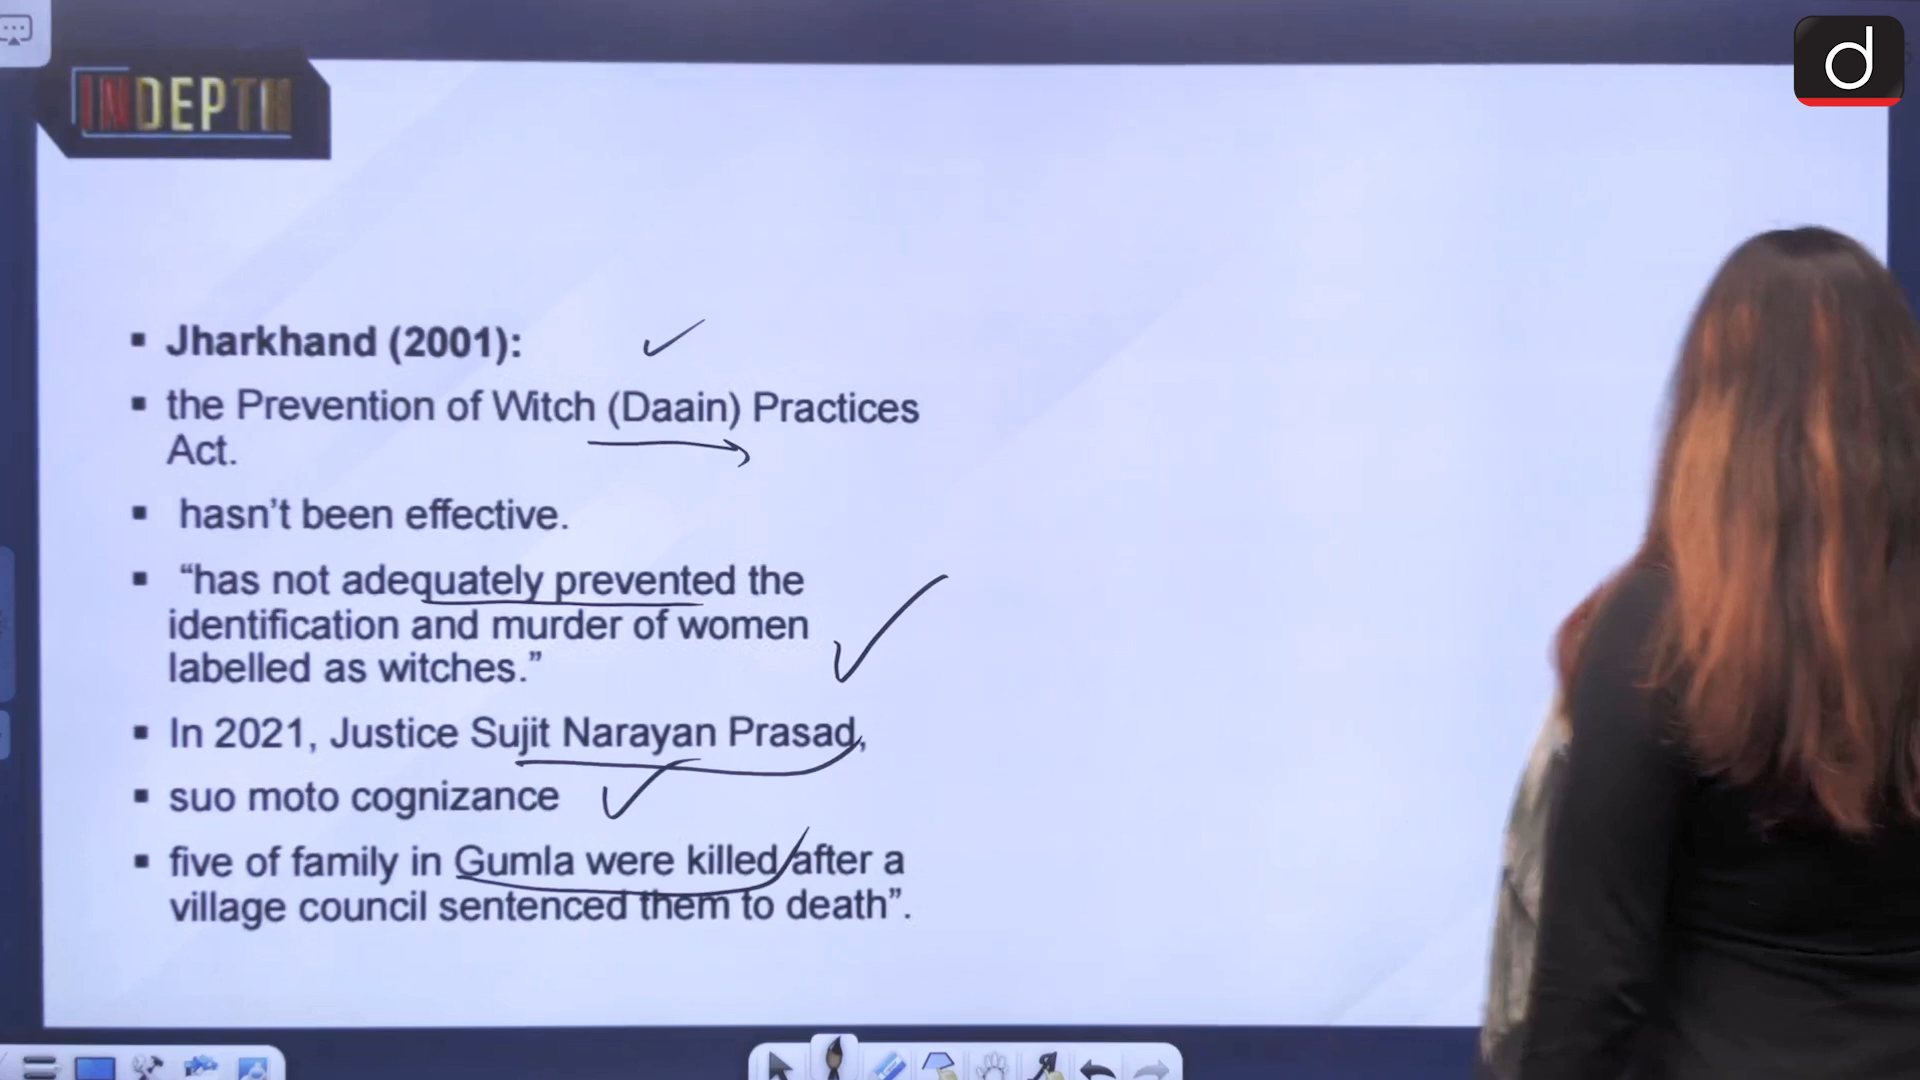 INDEPTH
d
Jharkhand (2001):
the Prevention of Witch (Daain) Practices
Act.
hasn’t been effective.
“has not adequately prevented the
identification and murder of women
labelled as witches.”
In 2021, Justice Sujit Narayan Prasad,
suo moto cognizance
five of family in Gumla were killed after a
village council sentenced them to death”.